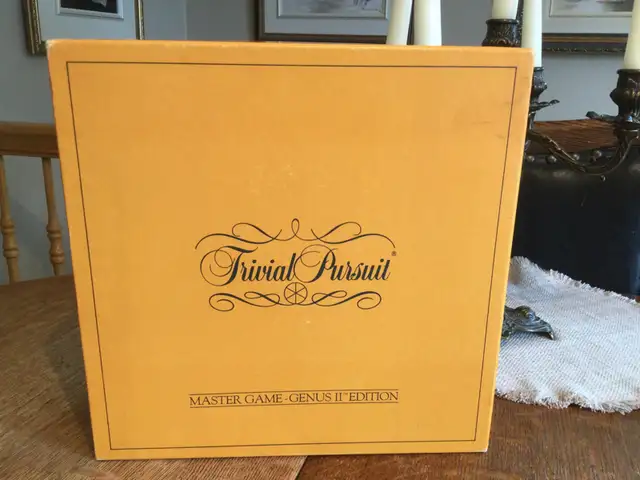 Trivial Pursuit®
MASTER GAME - GENUS II™ EDITION